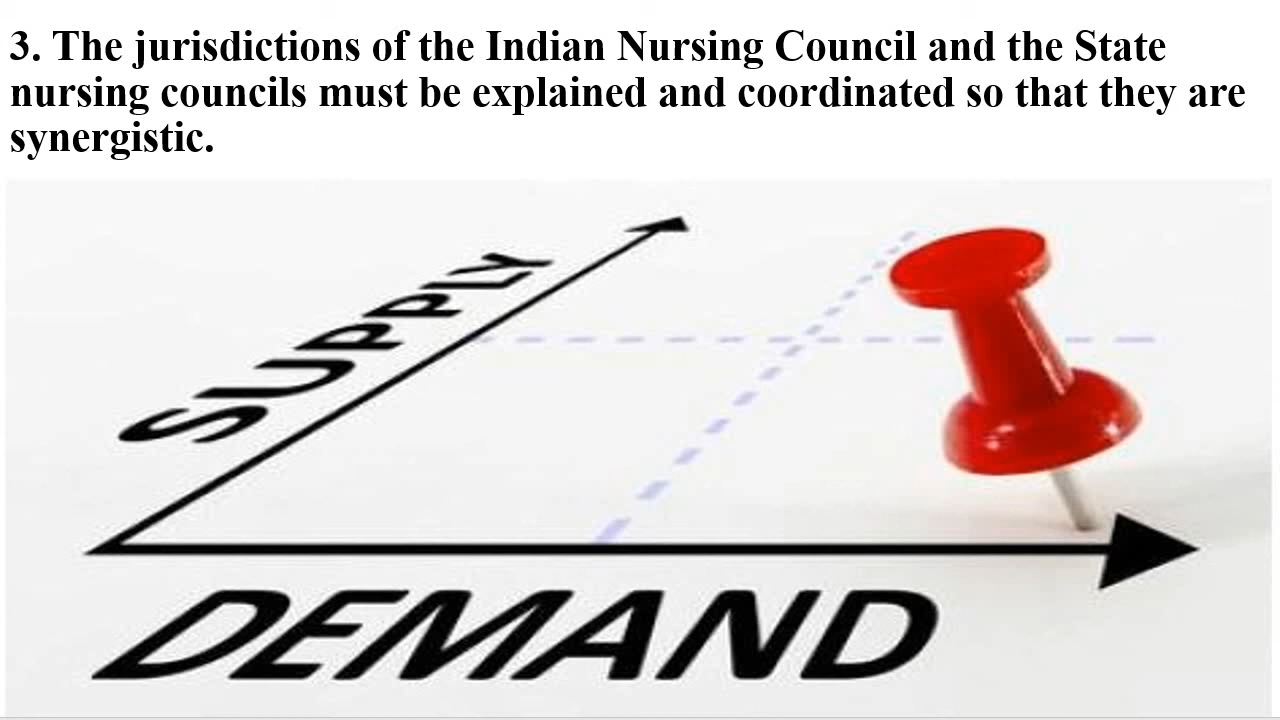 3. The jurisdictions of the Indian Nursing Council and the State
nursing councils must be explained and coordinated so that they are
synergistic.
SUPPLY
DEMAND